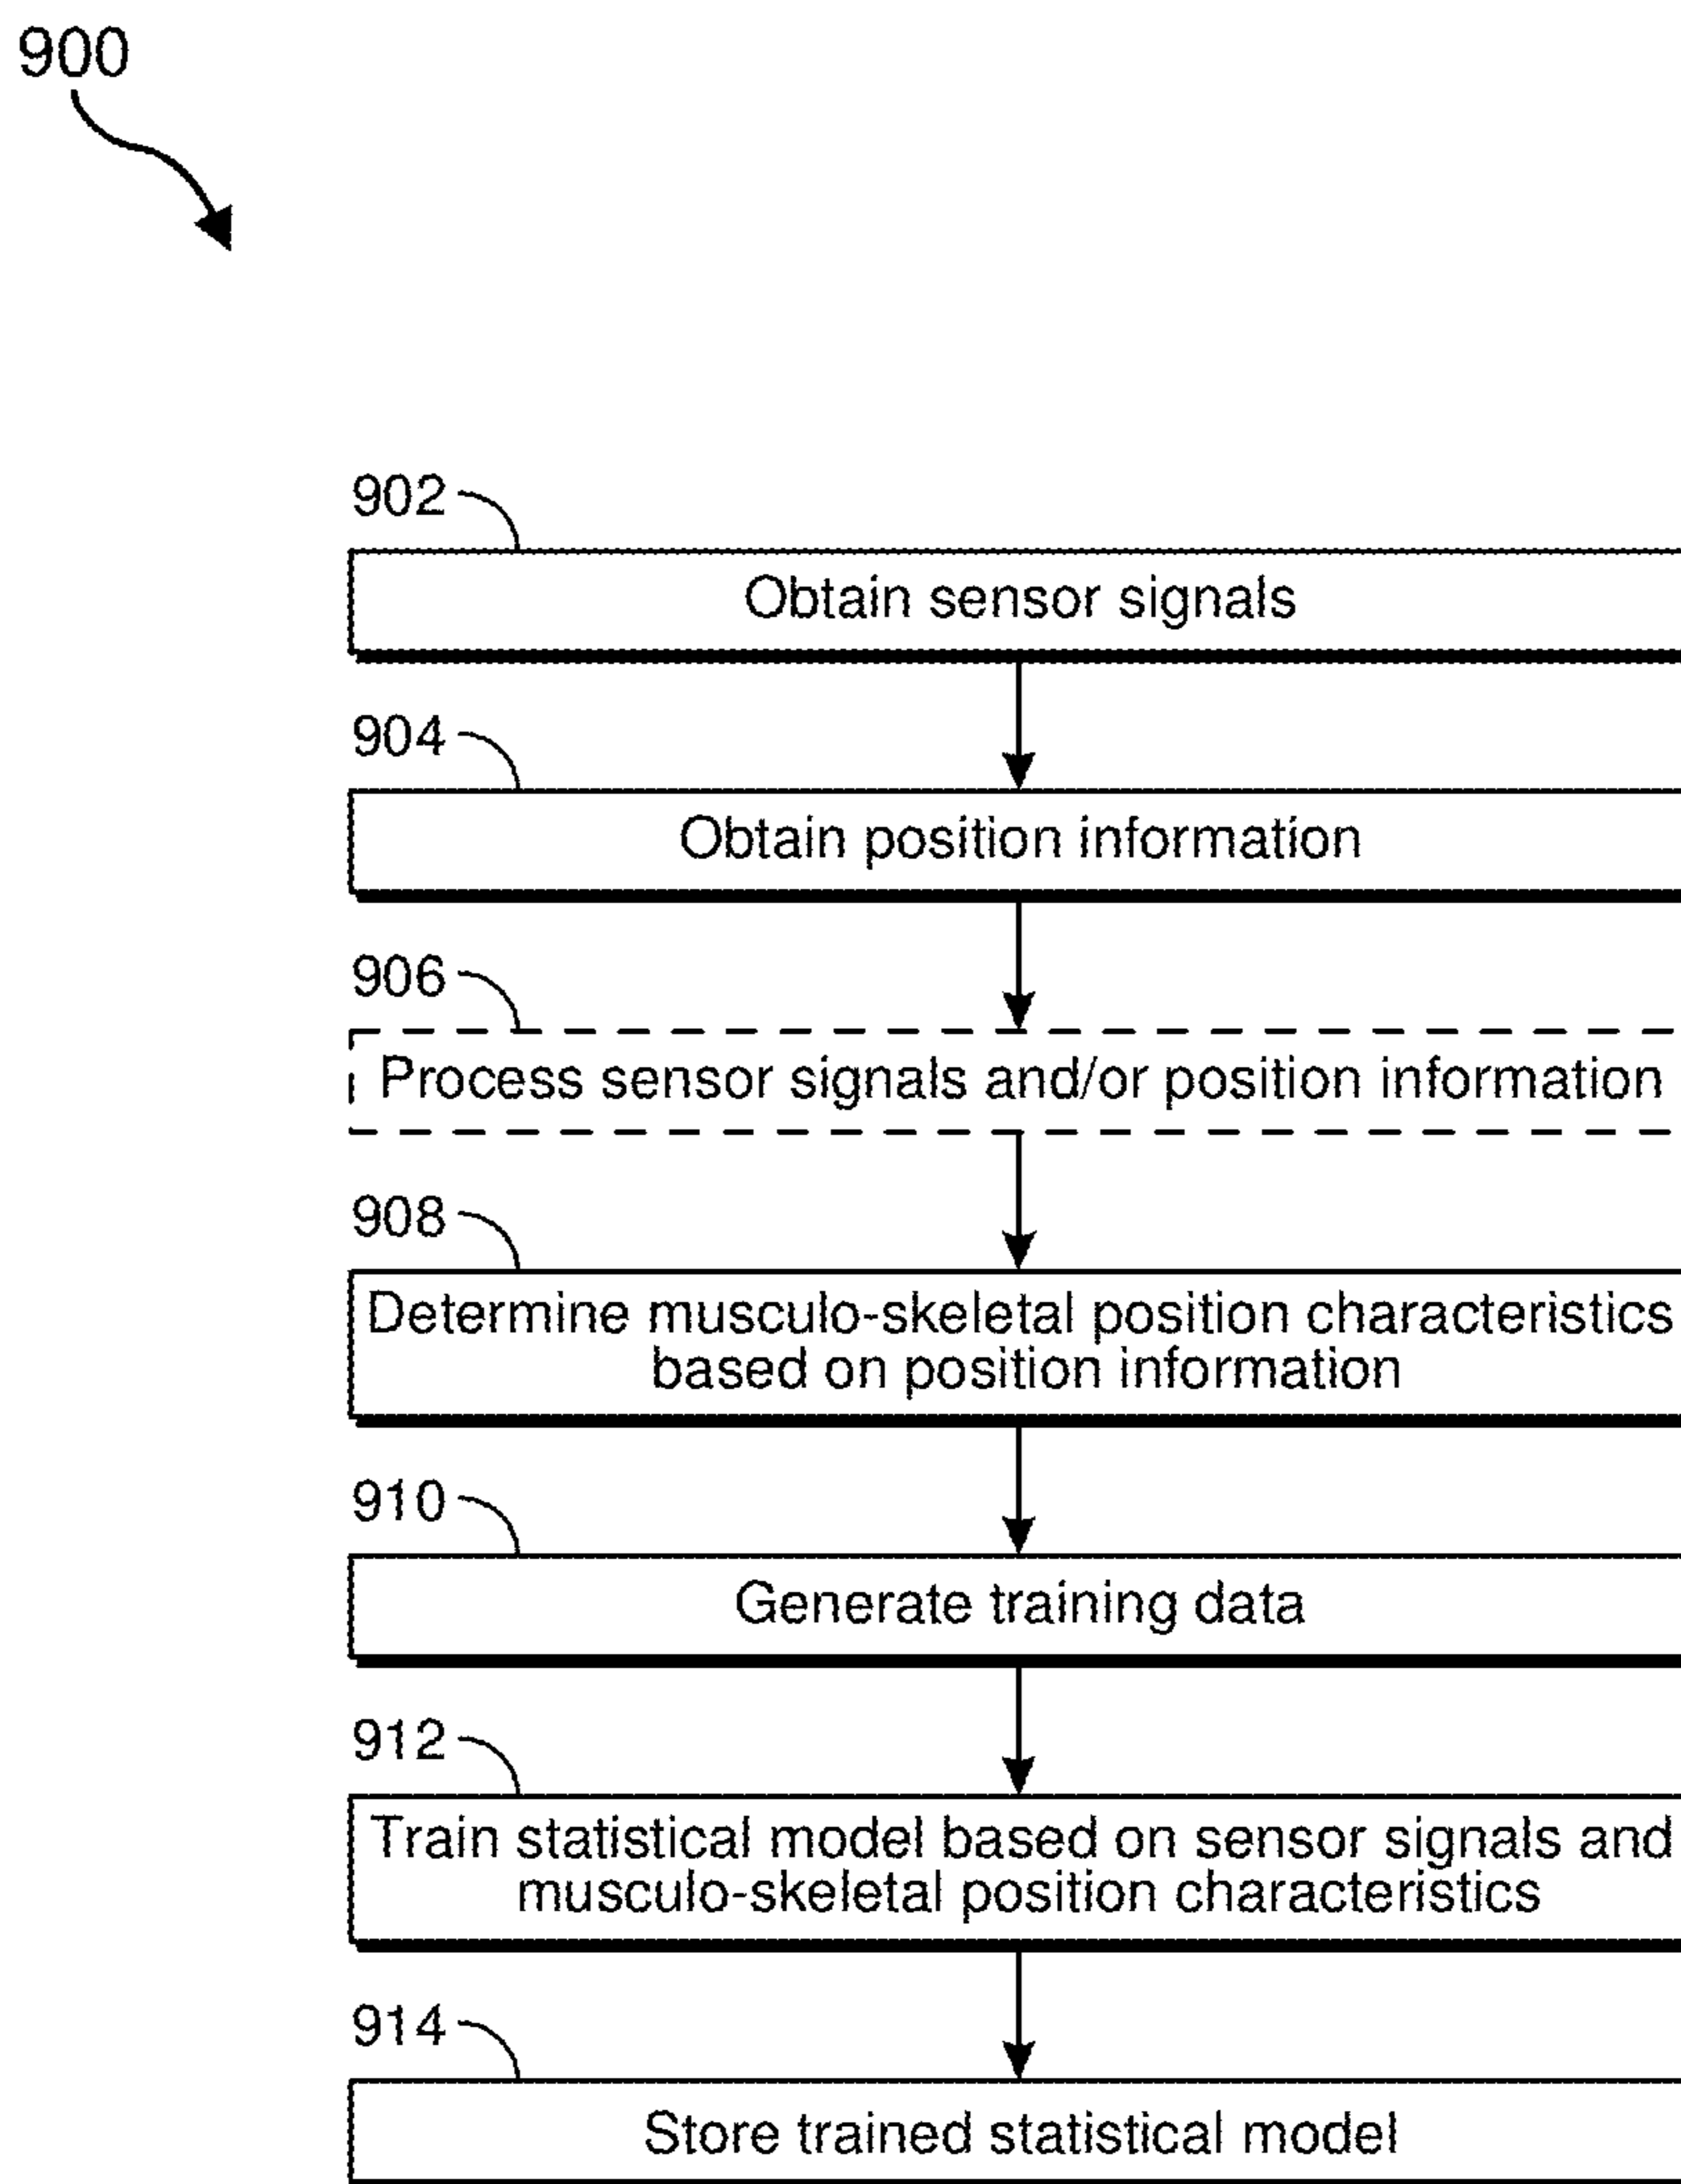 900
902
Obtain sensor signals
904
Obtain position information
906
Process sensor signals and/or position information
908
Determine musculo-skeletal position characteristics
based on position information
910
Generate training data
912
Train statistical model based on sensor signals and
musculo-skeletal position characteristics
914
Store trained statistical model